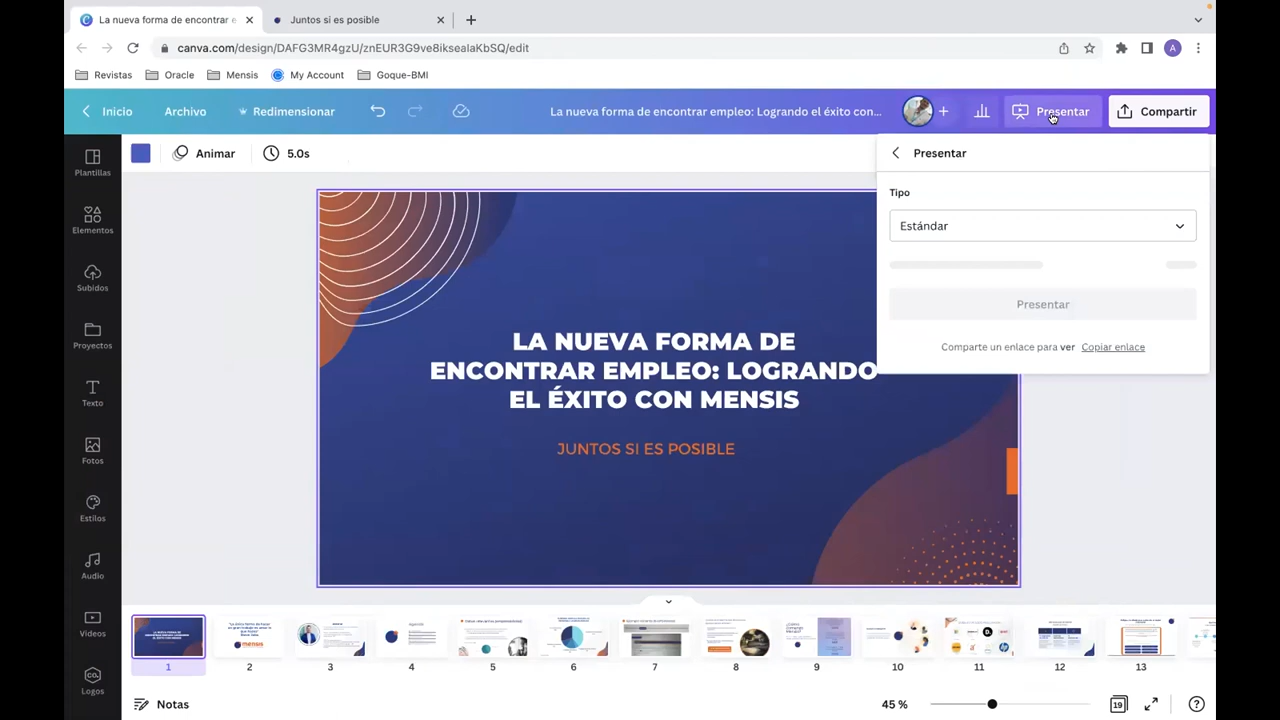 La nueva forma de encontrar e
Juntos si es posible
canva.com/design/DAFG3MR4gzU/znEUR3G9ve8iksealaKbSQ/edit
A
Revistas
Oracle
Mensis
My Account
Goque-BMI
Inicio
Archivo
Redimensionar
La nueva forma de encontrar empleo: Logrando el éxito con...
Presentar
Compartir
Animar
5.0s
Presentar
Tipo
Estándar
Presentar
Comparte un enlace para ver Copiar enlace
Plantillas
Elementos
Subidos
Proyectos
Texto
Fotos
Estilos
Audio
Videos
Logos
LA NUEVA FORMA DE
ENCONTRAR EMPLEO: LOGRANDO
EL ÉXITO CON MENSIS
JUNTOS SI ES POSIBLE
mensis
1
2
3
4
5
6
7
8
9
10
11
12
13
Notas
45 %
19